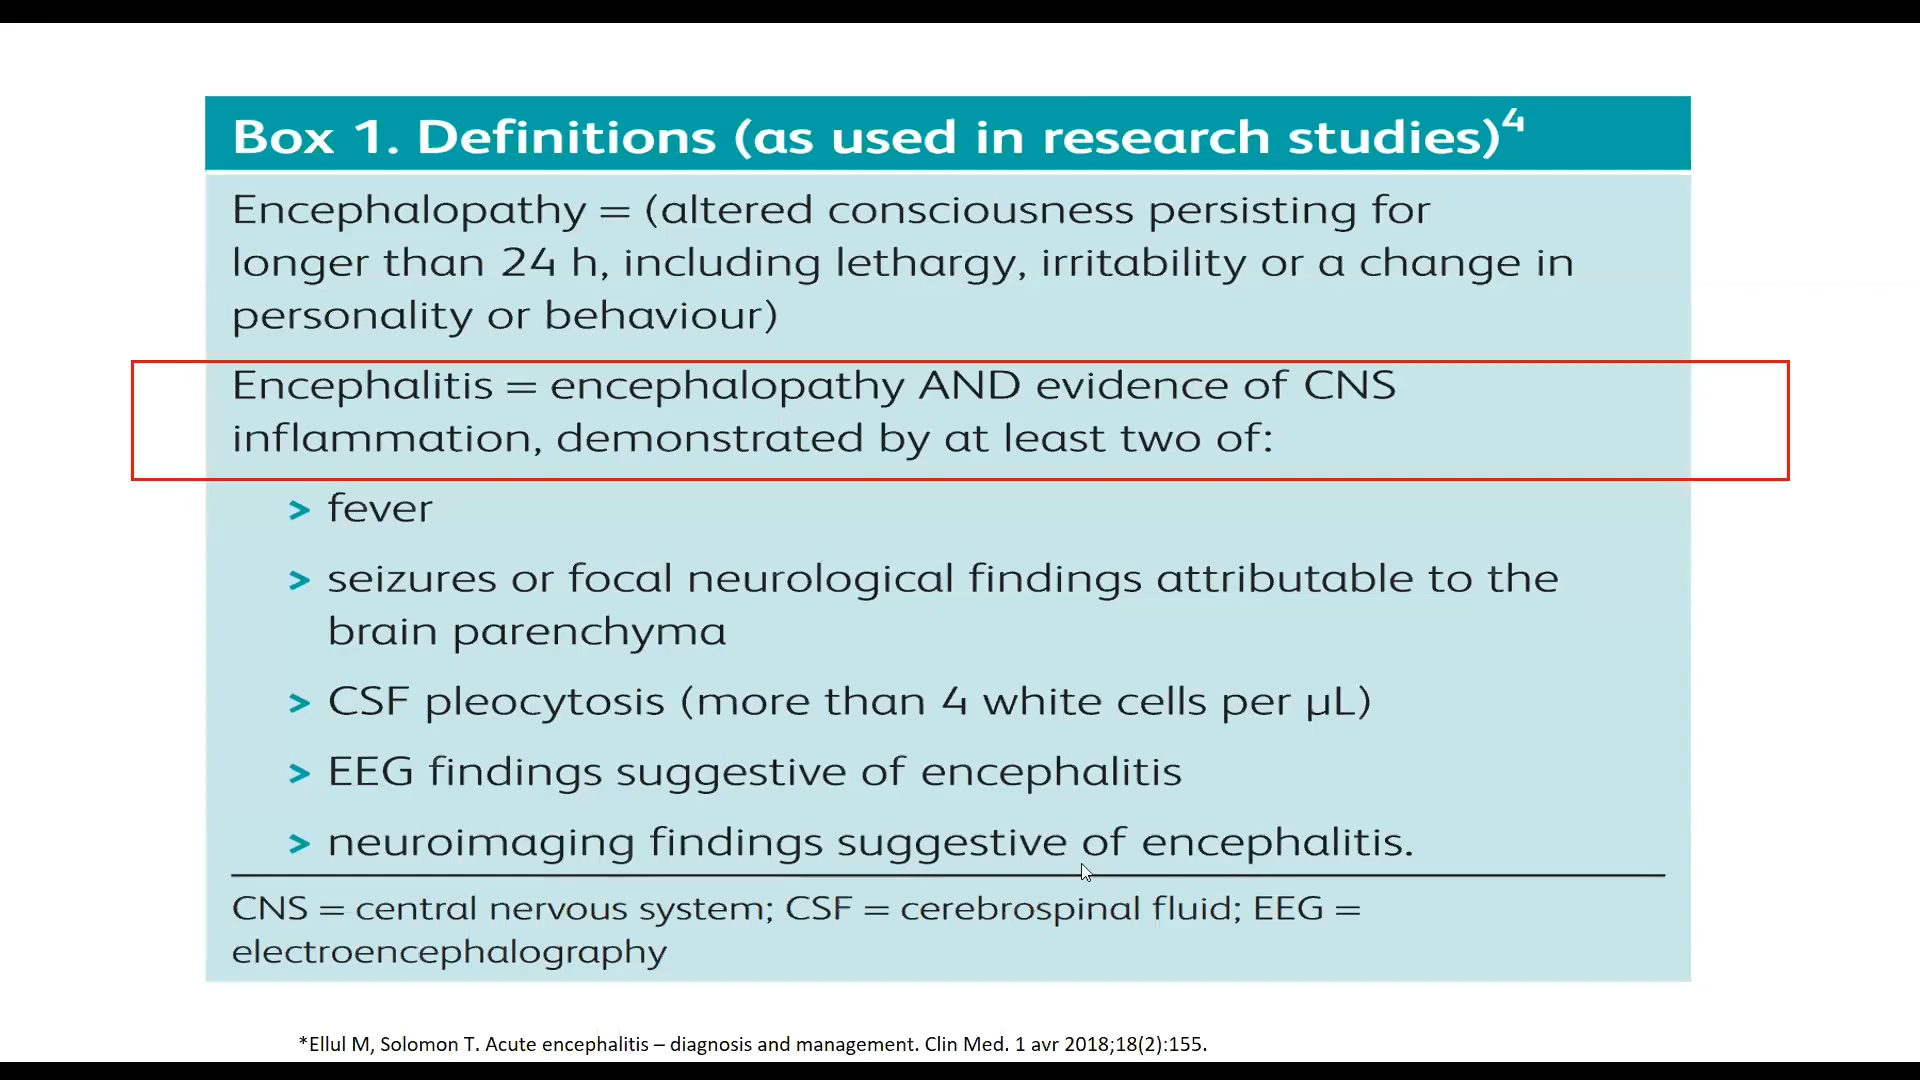 Box 1. Definitions (as used in research studies)4
Encephalopathy = (altered consciousness persisting for
longer than 24 h, including lethargy, irritability or a change in
personality or behaviour)
Encephalitis = encephalopathy AND evidence of CNS
inflammation, demonstrated by at least two of:
> fever
> seizures or focal neurological findings attributable to the
brain parenchyma
> CSF pleocytosis (more than 4 white cells per µL)
> EEG findings suggestive of encephalitis
> neuroimaging findings suggestive of encephalitis.
CNS = central nervous system; CSF = cerebrospinal fluid; EEG =
electroencephalography
*Ellul M, Solomon T. Acute encephalitis – diagnosis and management. Clin Med. 1 avr 2018;18(2):155.